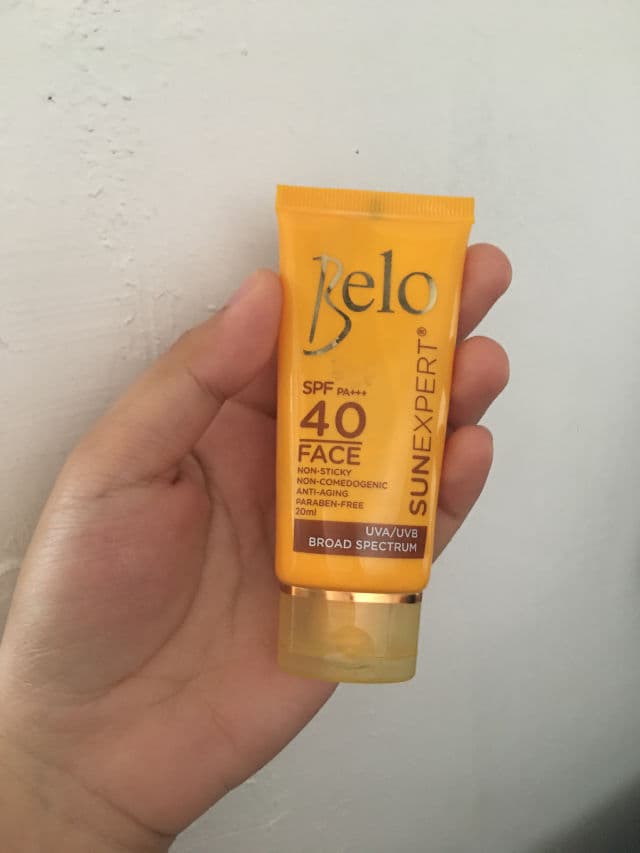 Belo
SPF PA+++
40
FACE
NON-STICKY
NON-COMEDOGENIC
ANTI-AGING
PARABEN-FREE
20ml
SUNEXPERT®
UVA/UVB
BROAD SPECTRUM